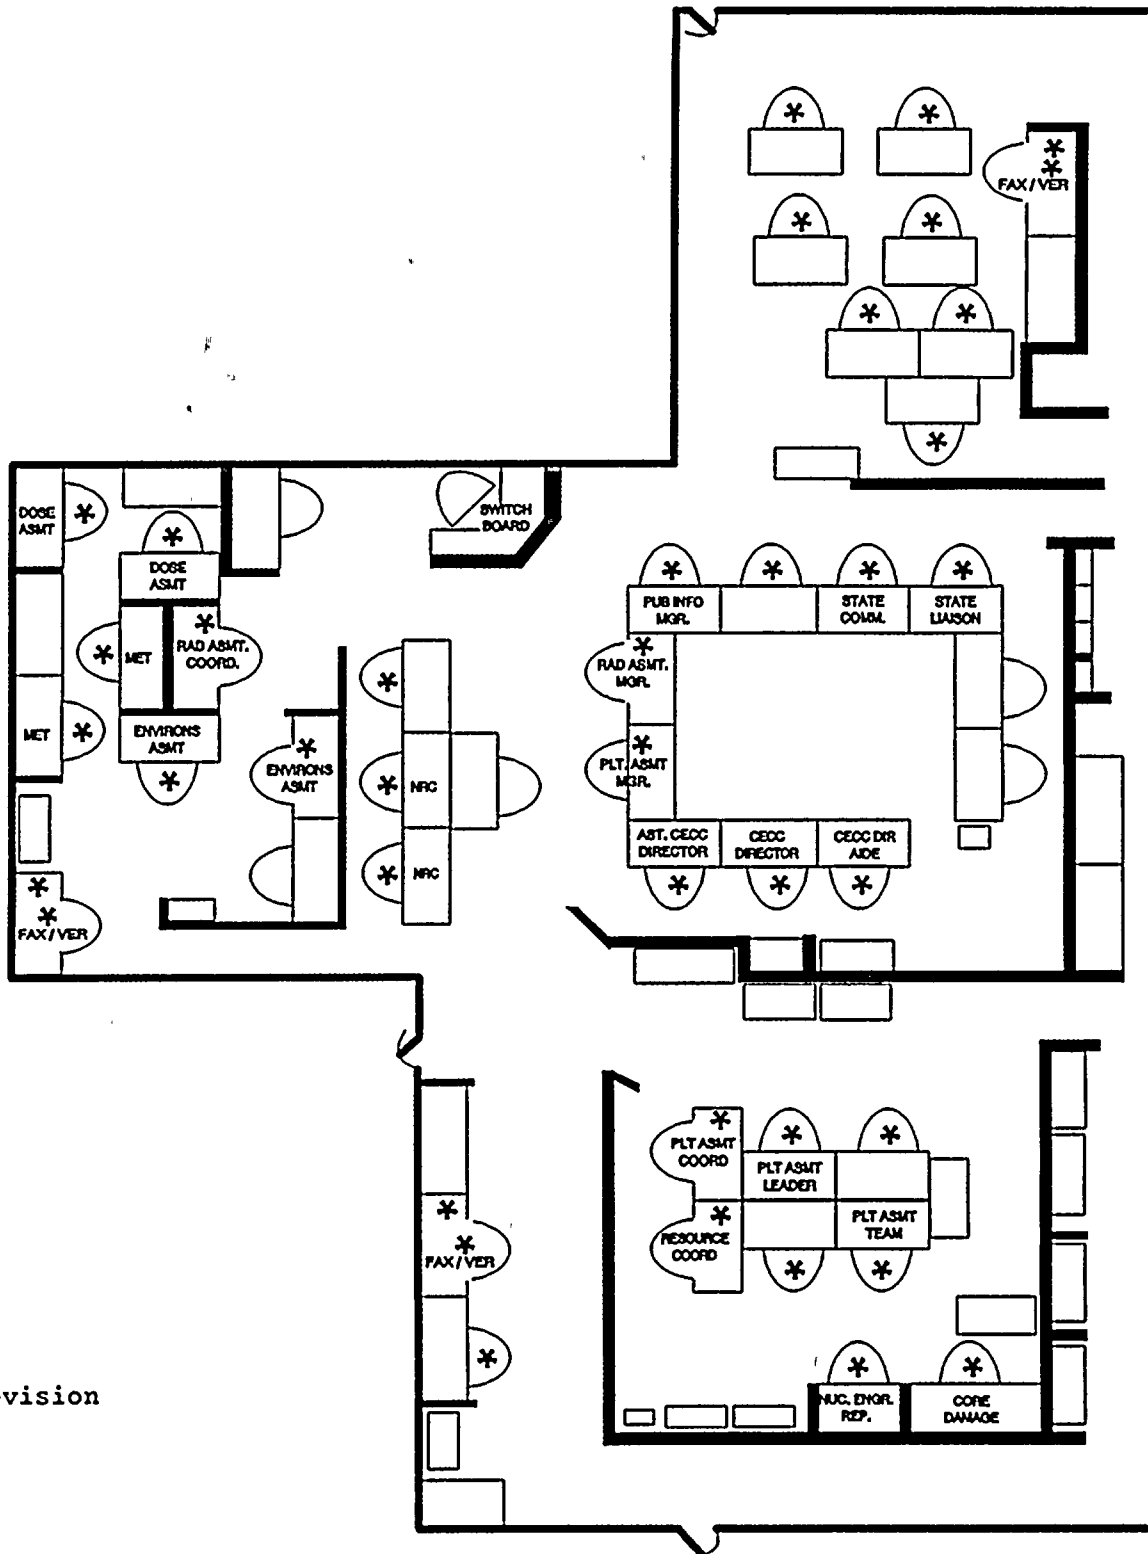 FAX / VER
DOSE
ASMT
SWITCH
BOARD
DOSE
ASMT
PUB INFO
MGR.
STATE
COMM.
STATE
LIAISON
MET
RAD ASMT.
COORD.
RAD ASMT.
MGR.
MET
ENVIRONS
ASMT
ENVIRONS
ASMT
NRC
PLT. ASMT
MGR.
AST. CECC
DIRECTOR
CECC
DIRECTOR
CECC DIR
AIDE
NRC
FAX / VER
PLT ASMT
COORD
PLT ASMT
LEADER
RESOURCE
COORD
PLT ASMT
TEAM
FAX / VER
NUC. ENGR.
REP.
CORE
DAMAGE
vision